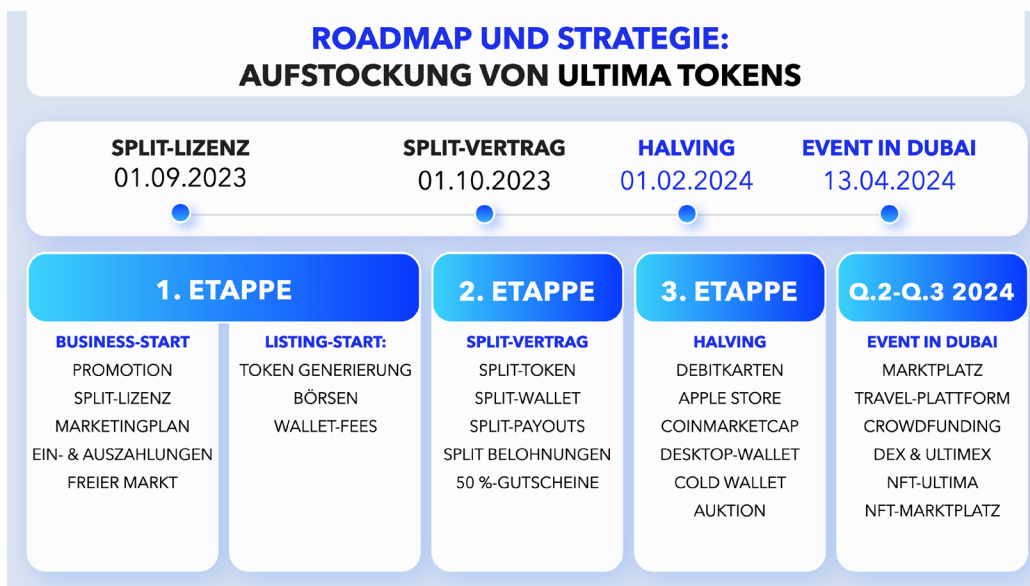 ROADMAP UND STRATEGIE:
AUFSTOCKUNG VON ULTIMA TOKENS
SPLIT-LIZENZ
01.09.2023
SPLIT-VERTRAG
01.10.2023
HALVING
01.02.2024
EVENT IN DUBAI
13.04.2024
1. ETAPPE
BUSINESS-START
PROMOTION
SPLIT-LIZENZ
MARKETINGPLAN
EIN- & AUSZAHLUNGEN
FREIER MARKT
LISTING-START:
TOKEN GENERIERUNG
BÖRSEN
WALLET-FEES
2. ETAPPE
SPLIT-VERTRAG
SPLIT-TOKEN
SPLIT-WALLET
SPLIT-PAYOUTS
SPLIT BELOHNUNGEN
50 %-GUTSCHEINE
3. ETAPPE
HALVING
DEBITKARTEN
APPLE STORE
COINMARKETCAP
DESKTOP-WALLET
COLD WALLET
AUKTION
Q.2-Q.3 2024
EVENT IN DUBAI
MARKTPLATZ
TRAVEL-PLATTFORM
CROWDFUNDING
DEX & ULTIMEX
NFT-ULTIMA
NFT-MARKTPLATZ